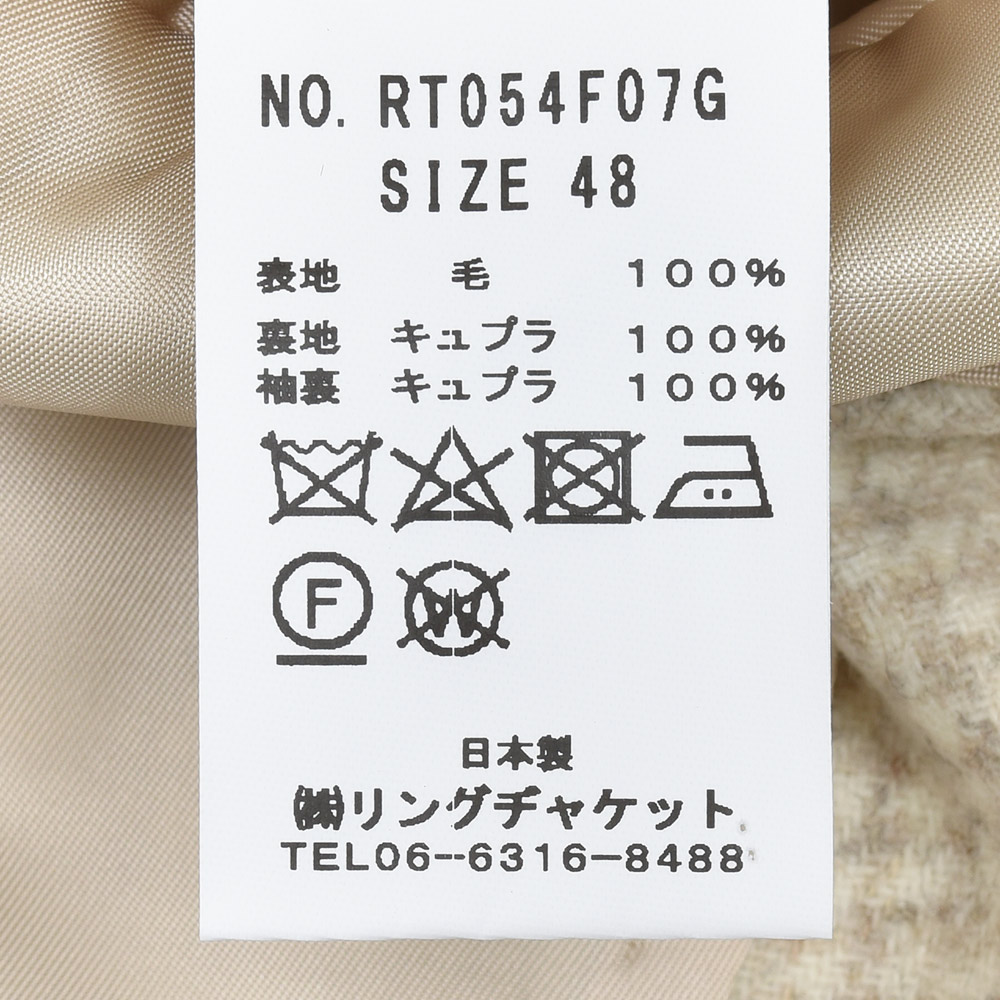 NO. RT054F07G
SIZE 48
表地 毛 100%
裏地 キュプラ 100%
袖裏 キュプラ 100%
F
W
日本製
㈱リングヂャケット
TEL06-6316-8488